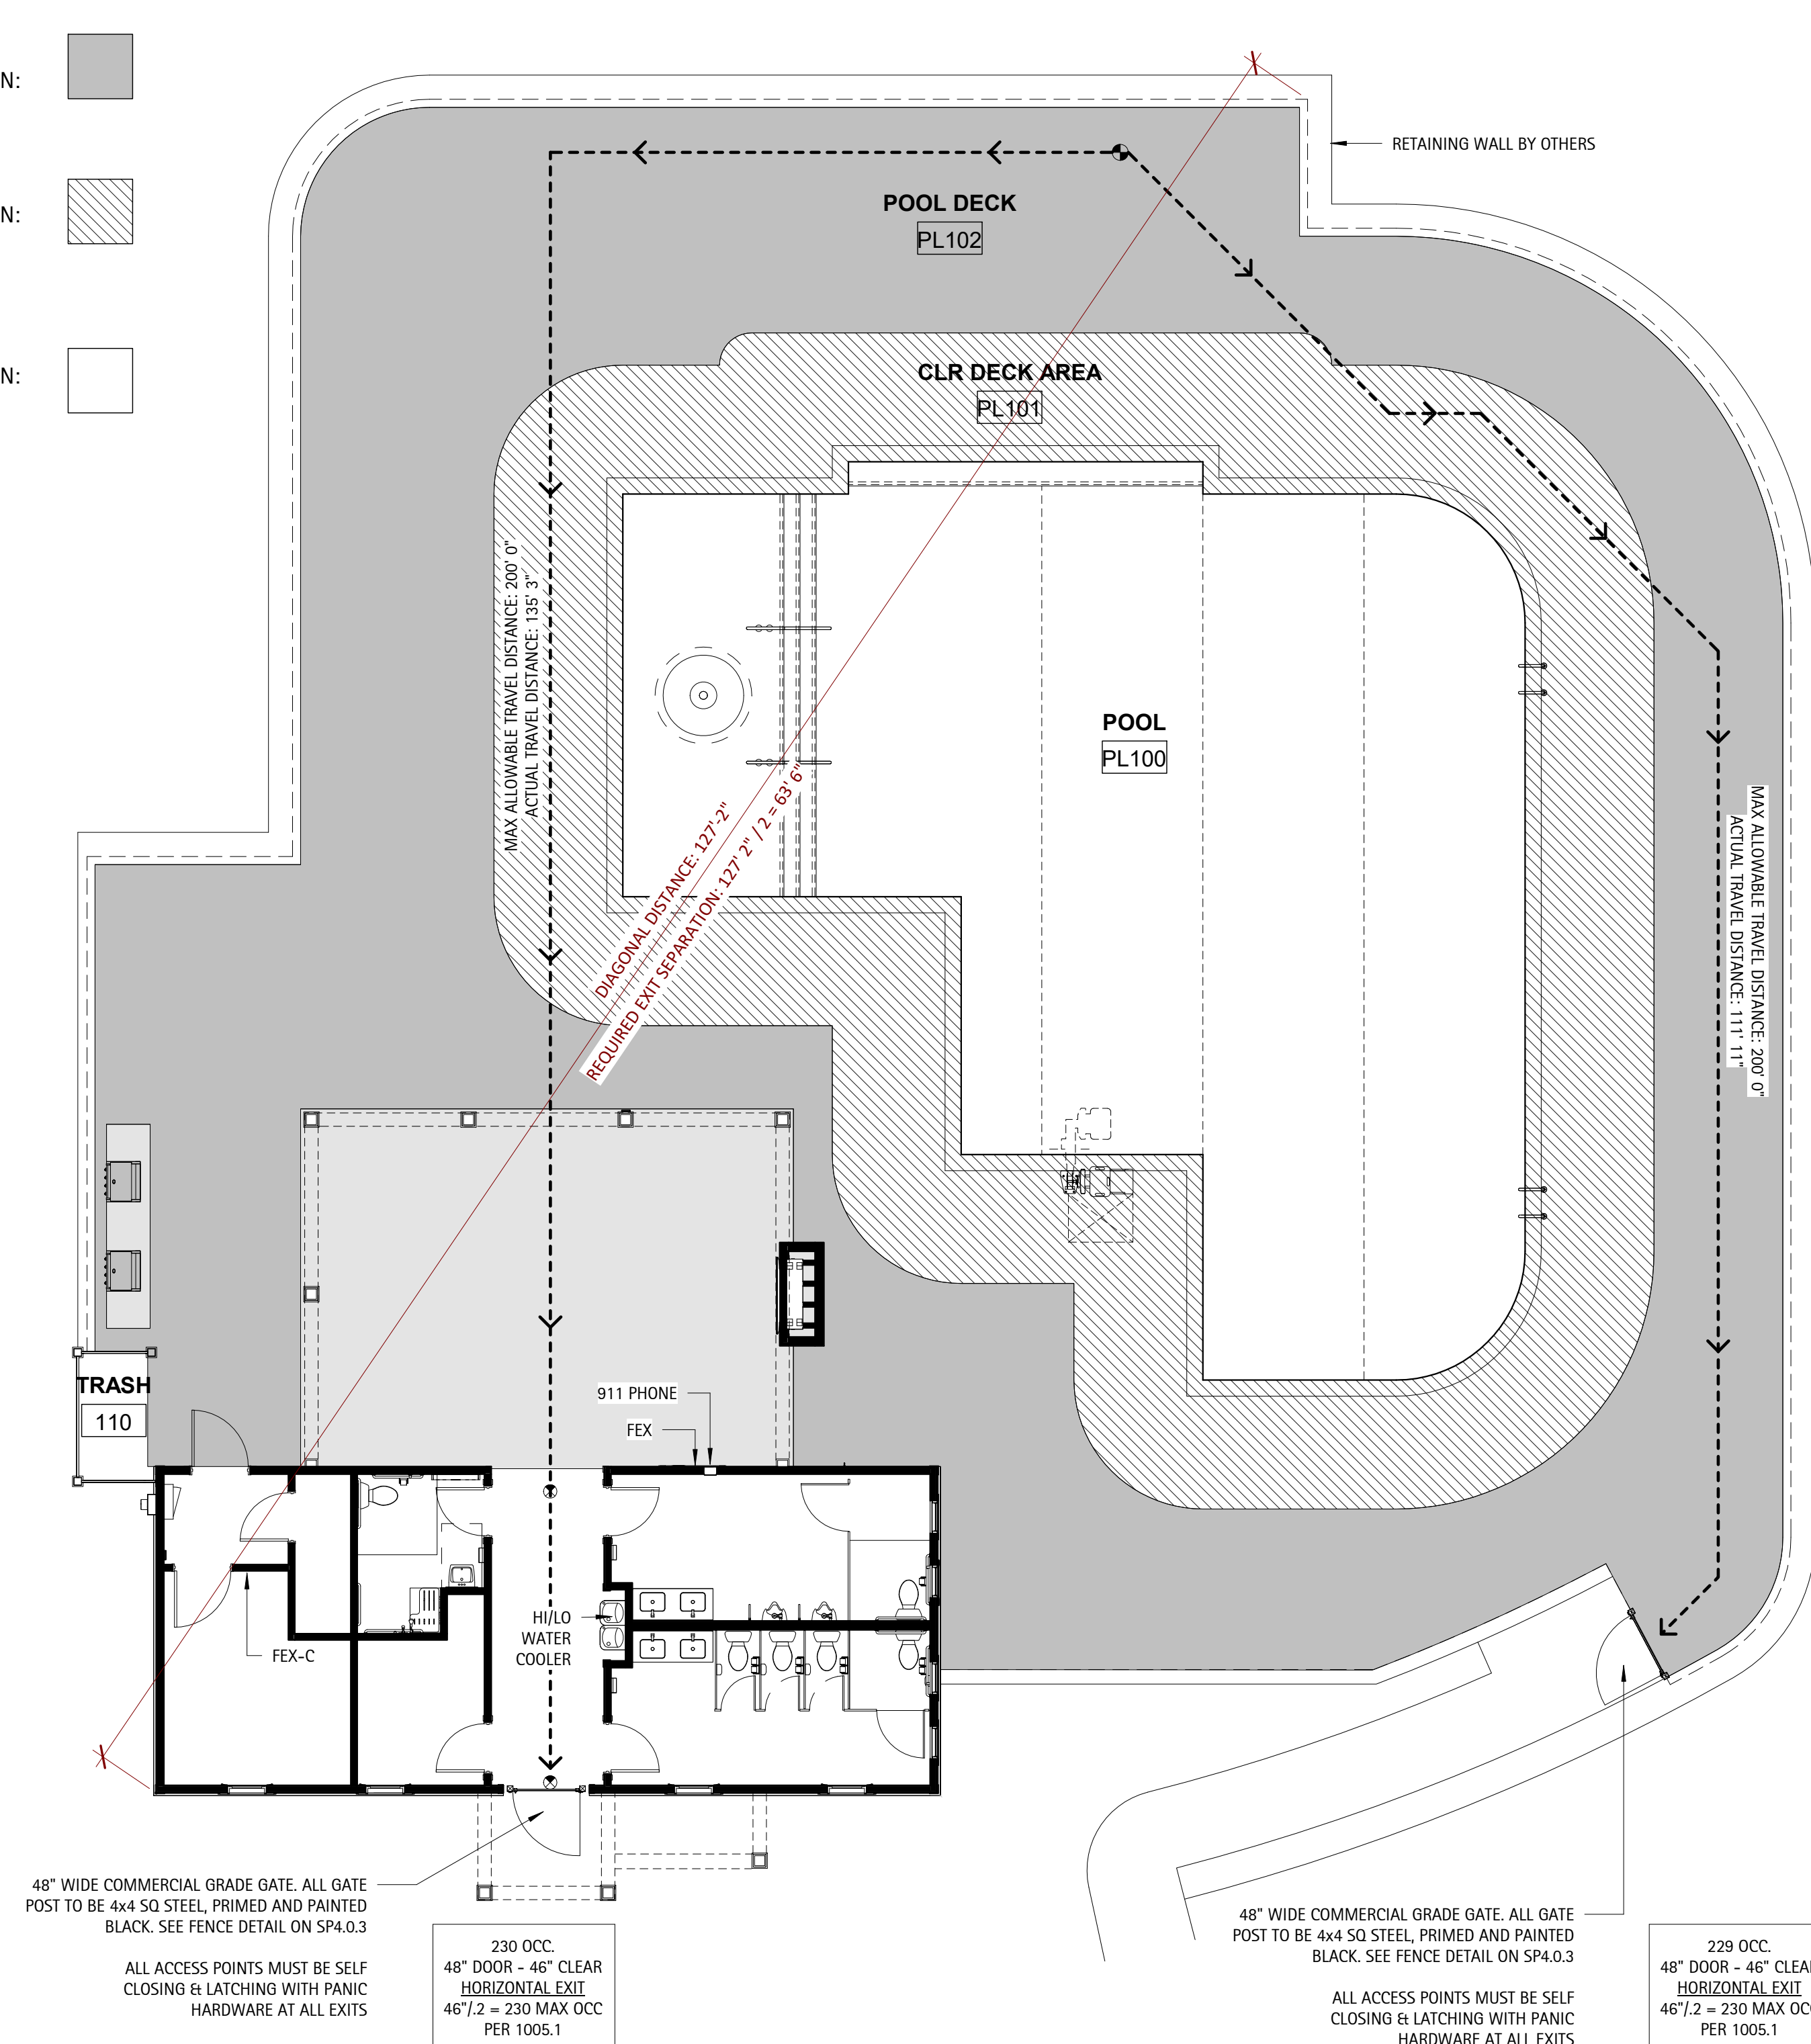 N:
N:
N:
RETAINING WALL BY OTHERS
POOL DECK
PL102
CLR DECK AREA
PL101
MAX ALLOWABLE TRAVEL DISTANCE: 200' 0"
ACTUAL TRAVEL DISTANCE: 135' 3"
POOL
PL100
DIAGONAL DISTANCE: 127'-2"
REQUIRED EXIT SEPARATION: 127' 2" / 2 = 63' 6"
MAX ALLOWABLE TRAVEL DISTANCE: 200' 0"
ACTUAL TRAVEL DISTANCE: 111' 11"
TRASH
110
911 PHONE
FEX
HI/LO
WATER
COOLER
FEX-C
48" WIDE COMMERCIAL GRADE GATE. ALL GATE
POST TO BE 4x4 SQ STEEL, PRIMED AND PAINTED
BLACK. SEE FENCE DETAIL ON SP4.0.3
ALL ACCESS POINTS MUST BE SELF
CLOSING & LATCHING WITH PANIC
HARDWARE AT ALL EXITS
230 OCC.
48" DOOR - 46" CLEAR
HORIZONTAL EXIT
46"/.2 = 230 MAX OCC
PER 1005.1
48" WIDE COMMERCIAL GRADE GATE. ALL GATE
POST TO BE 4x4 SQ STEEL, PRIMED AND PAINTED
BLACK. SEE FENCE DETAIL ON SP4.0.3
ALL ACCESS POINTS MUST BE SELF
CLOSING & LATCHING WITH PANIC
HARDWARE AT ALL EXITS
229 OCC.
48" DOOR - 46" CLEAR
HORIZONTAL EXIT
46"/.2 = 230 MAX OCC
PER 1005.1